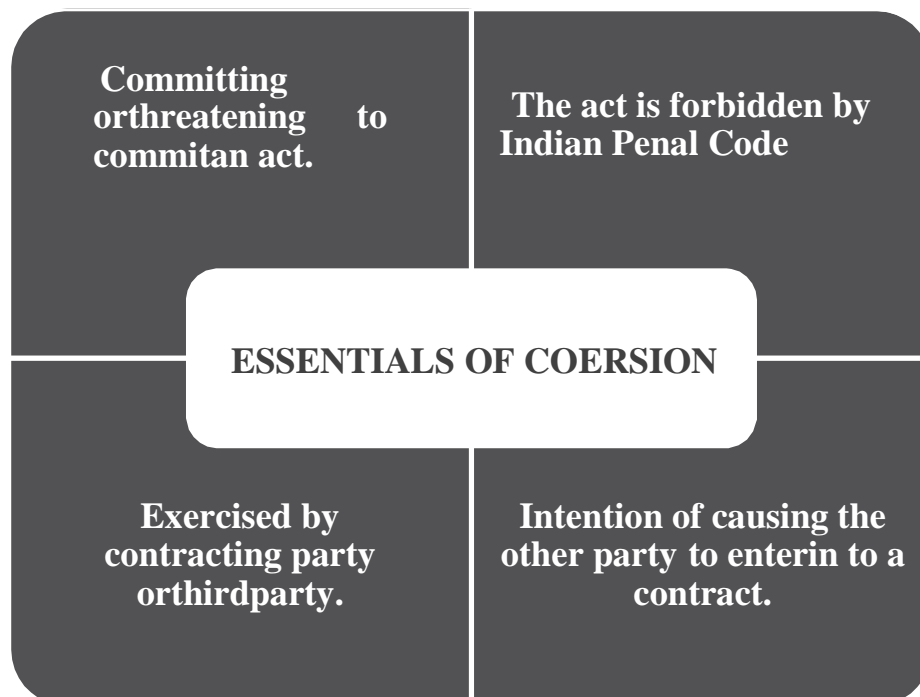 Committing
orthreatening to
commitan act.
The act is forbidden by
Indian Penal Code
ESSENTIALS OF COERSION
Exercised by
contracting party
orthirdparty.
Intention of causing the
other party to enterin to a
contract.